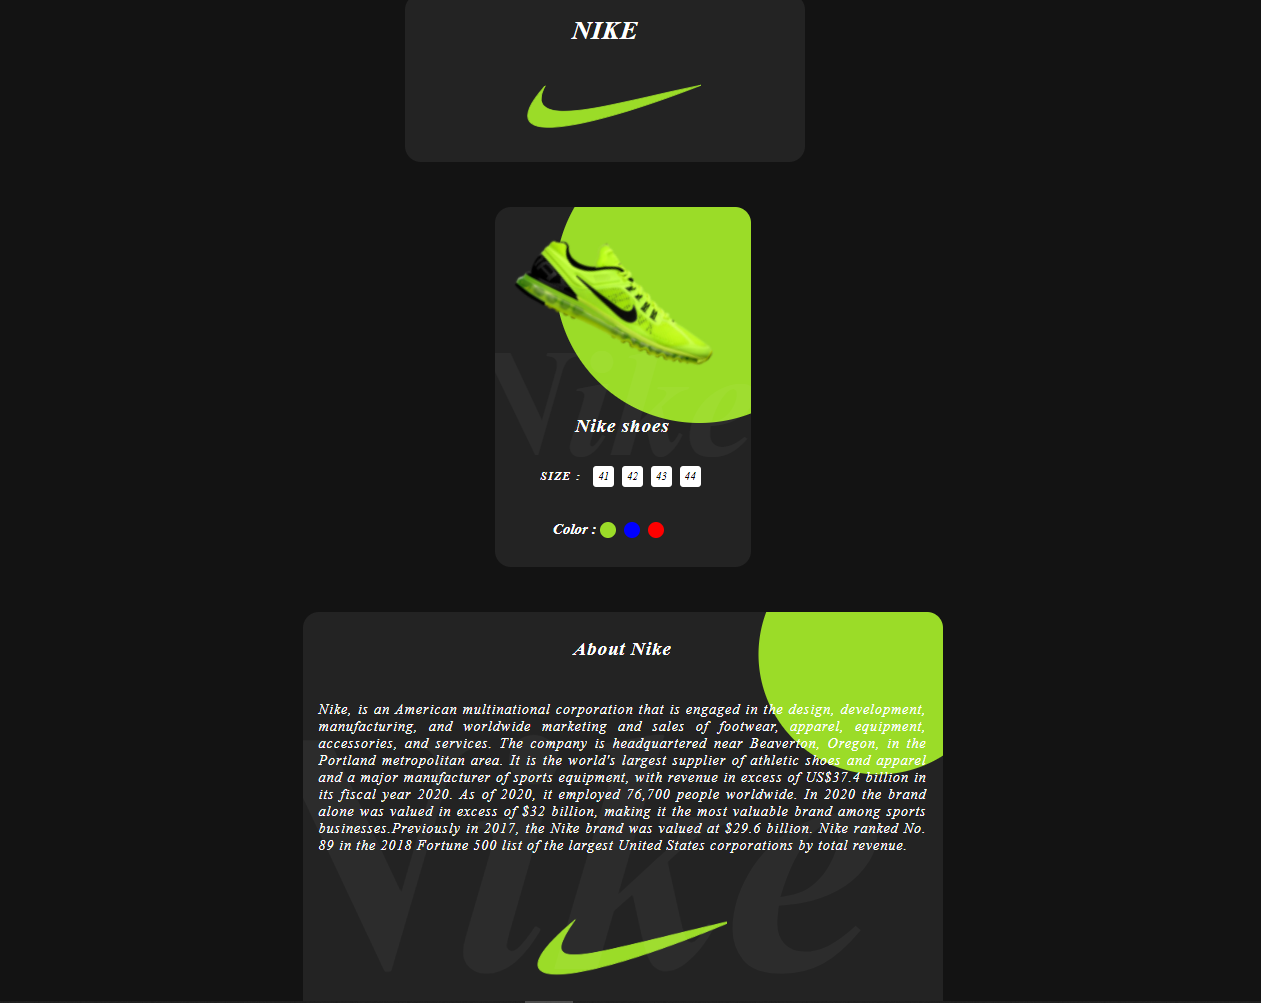 NIKE
Nike
Nike shoes
SIZE :
41 42 43 44
Color :
About Nike
Nike, is an American multinational corporation that is engaged in the design, development,
manufacturing, and worldwide marketing and sales of footwear, apparel, equipment,
accessories, and services. The company is headquartered near Beaverton, Oregon, in the
Portland metropolitan area. It is the world's largest supplier of athletic shoes and apparel
and a major manufacturer of sports equipment, with revenue in excess of US$37.4 billion in
its fiscal year 2020. As of 2020, it employed 76,700 people worldwide. In 2020 the brand
alone was valued in excess of $32 billion, making it the most valuable brand among sports
businesses.Previously in 2017, the Nike brand was valued at $29.6 billion. Nike ranked No.
89 in the 2018 Fortune 500 list of the largest United States corporations by total revenue.
Nike